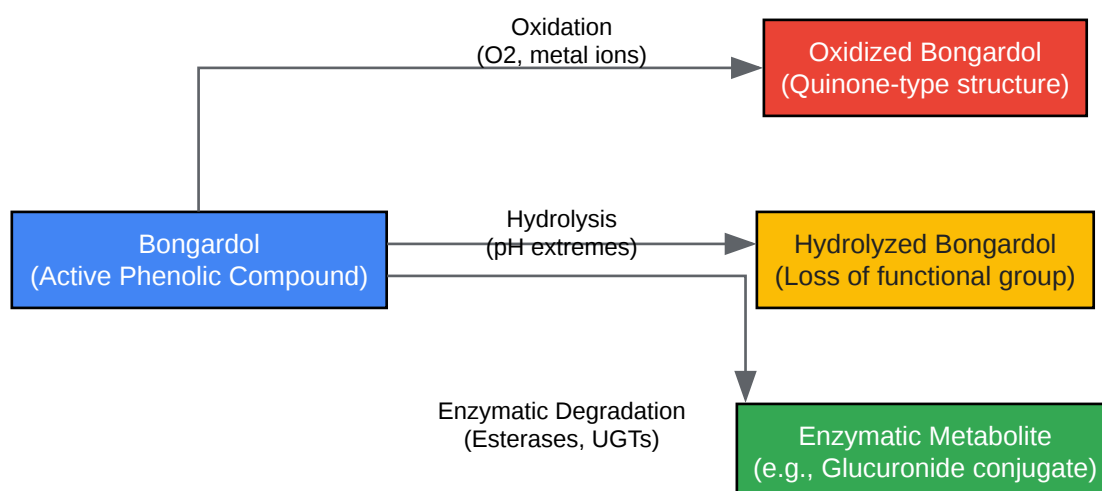 Oxidation
(O2, metal ions)
Oxidized Bongardol
(Quinone-type structure)
Bongardol
(Active Phenolic Compound)
Hydrolysis
(pH extremes)
Hydrolyzed Bongardol
(Loss of functional group)
Enzymatic Degradation
(Esterases, UGTs)
Enzymatic Metabolite
(e.g., Glucuronide conjugate)